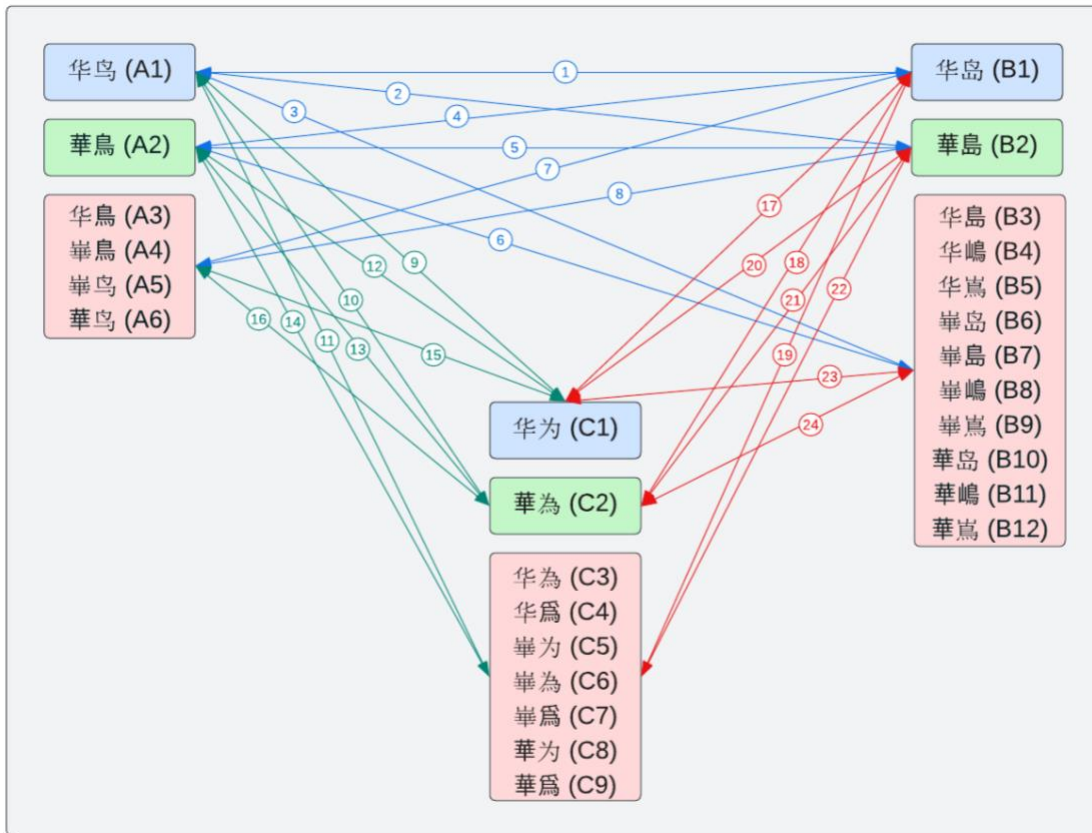 华鸟 (A1)
華鳥 (A2)
华鳥 (A3)
崋鳥 (A4)
崋鸟 (A5)
華鸟 (A6)
华岛 (B1)
華島 (B2)
华島 (B3)
华嶋 (B4)
华嶌 (B5)
崋岛 (B6)
崋島 (B7)
崋嶋 (B8)
崋嶌 (B9)
華岛 (B10)
華嶋 (B11)
華嶌 (B12)
华为 (C1)
華為 (C2)
华為 (C3)
华爲 (C4)
崋为 (C5)
崋為 (C6)
崋爲 (C7)
華为 (C8)
華爲 (C9)
1
2
3
4
5
7
8
6
17
12
9
20
18
10
21
22
16
14
11
13
15
19
23
24